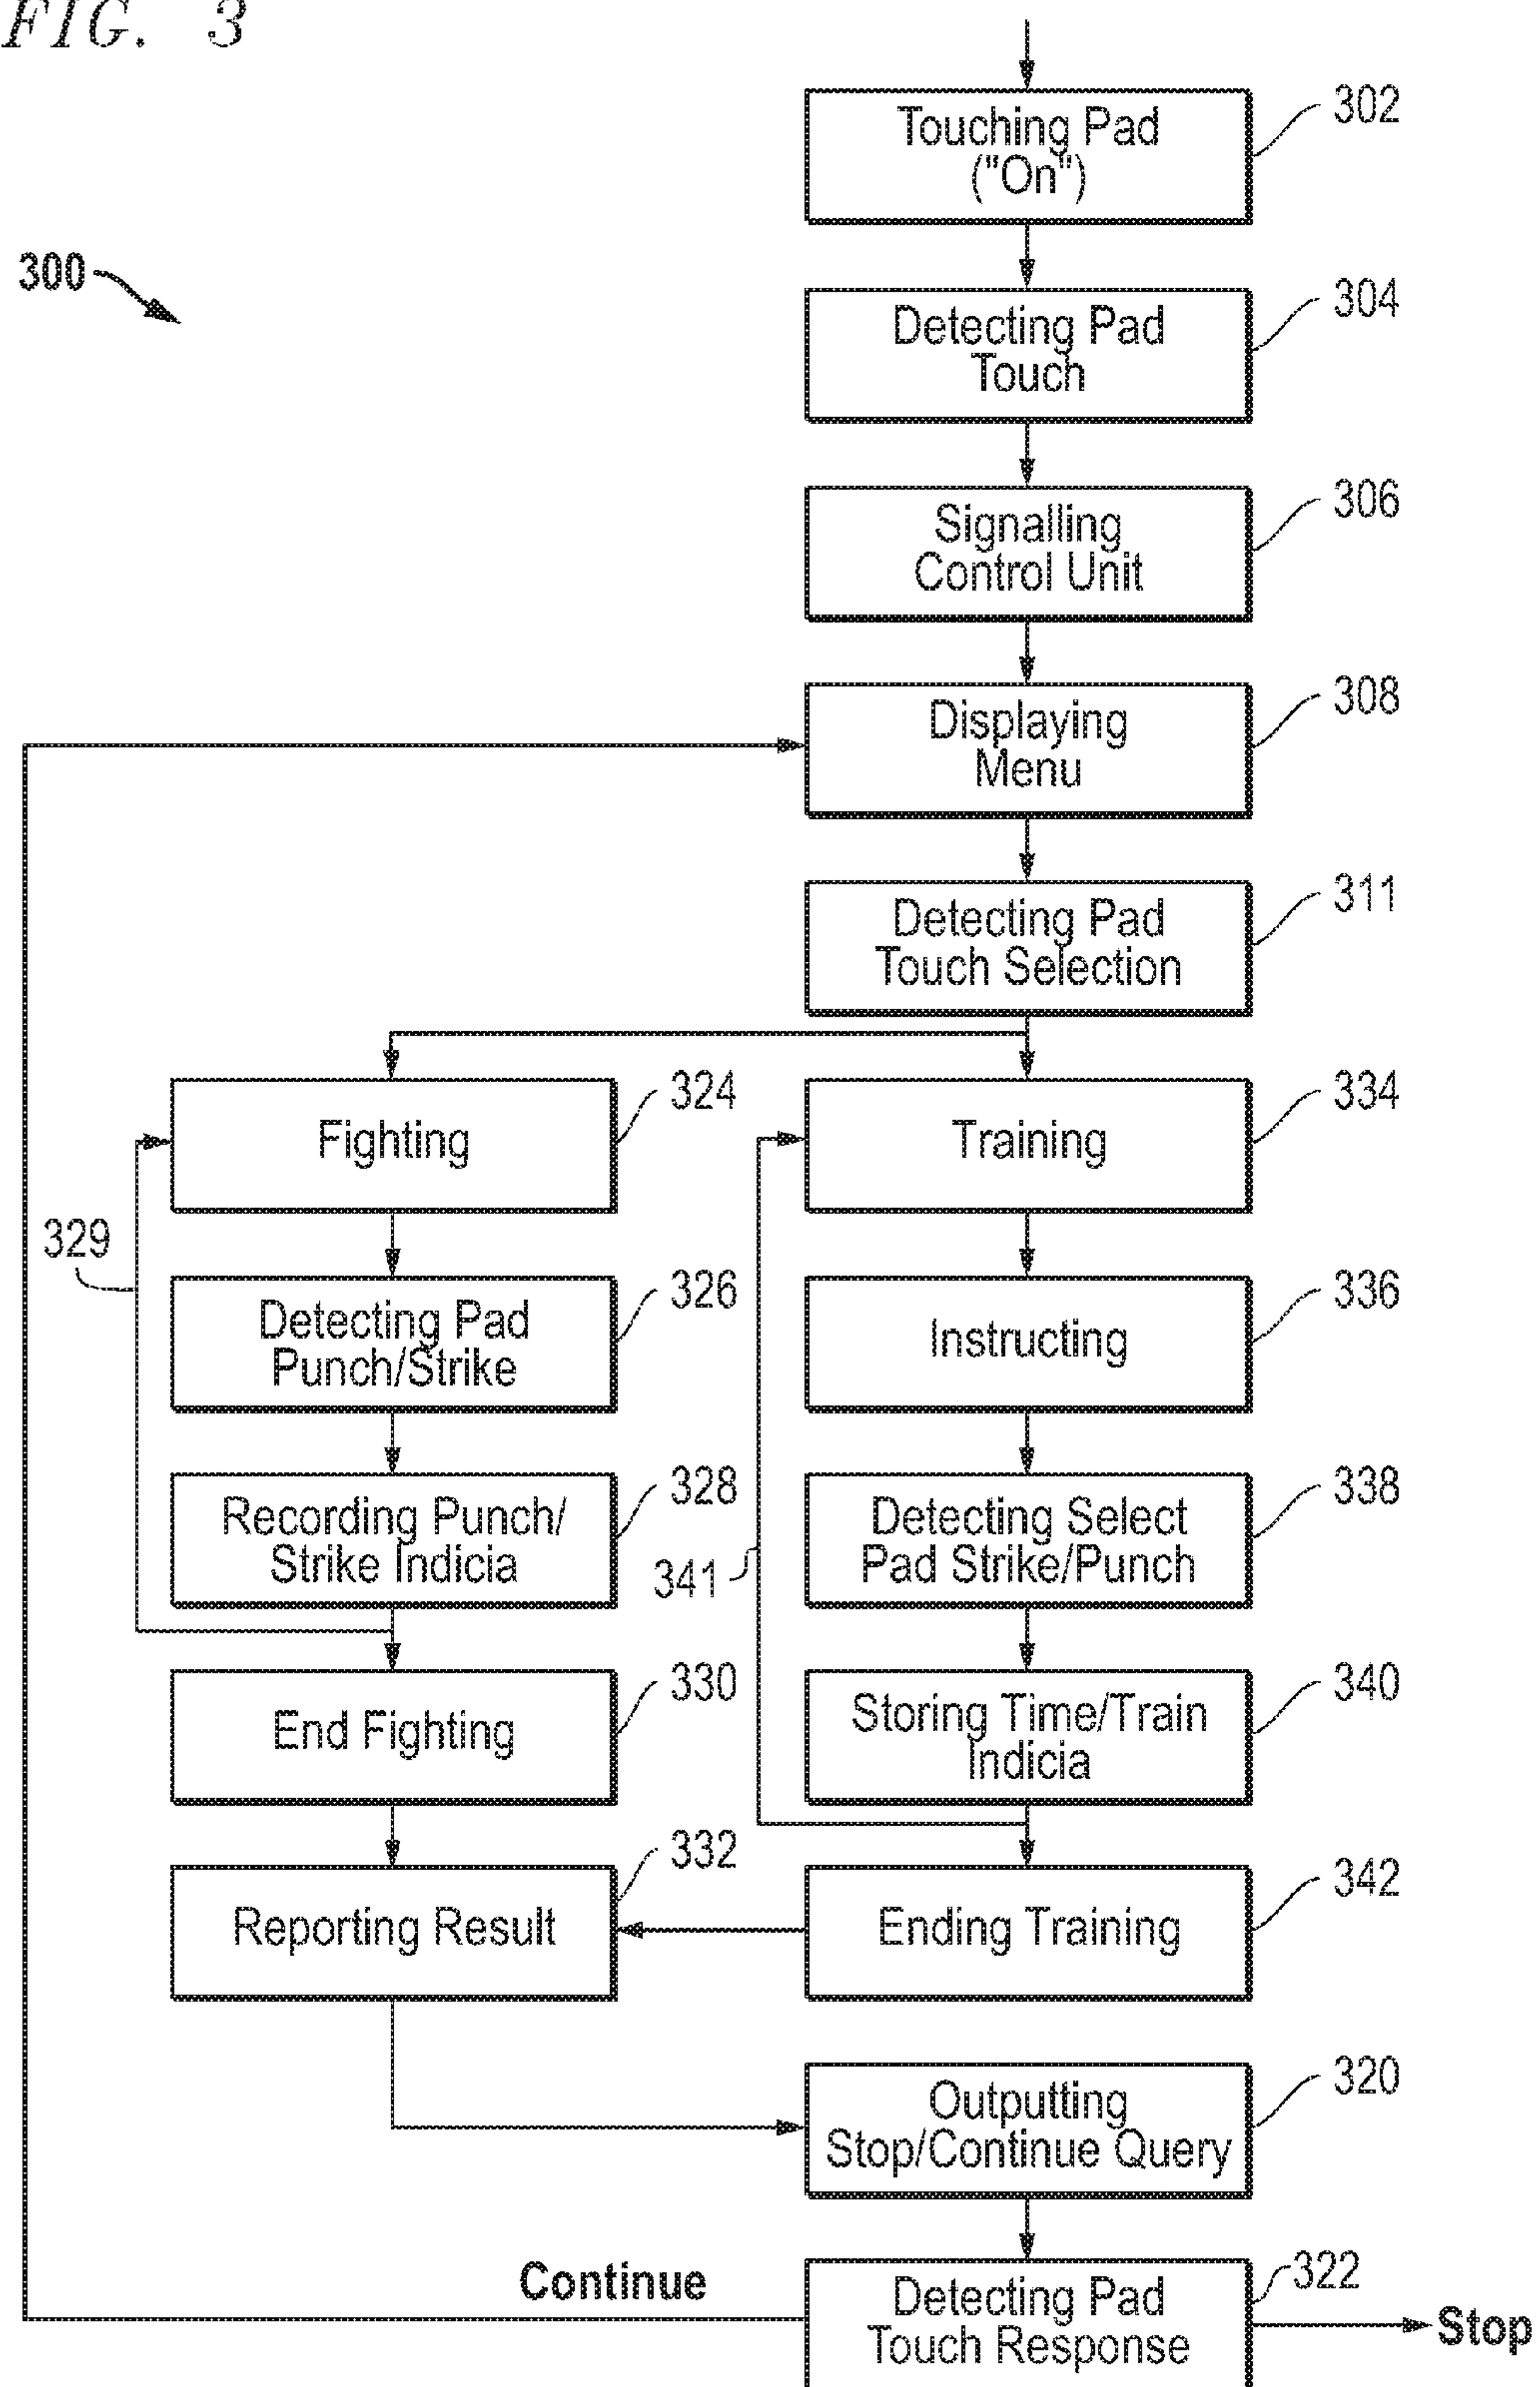 FIG. 3
302
Touching Pad
("On")
300
304
Detecting Pad
Touch
306
Signalling
Control Unit
308
Displaying
Menu
311
Detecting Pad
Touch Selection
324
Fighting
334
Training
329
326
Detecting Pad
Punch/Strike
336
Instructing
328
Recording Punch/
Strike Indicia
341
338
Detecting Select
Pad Strike/Punch
330
End Fighting
340
Storing Time/Train
Indicia
332
Reporting Result
342
Ending Training
320
Outputting
Stop/Continue Query
Continue
322
Detecting Pad
Touch Response
Stop